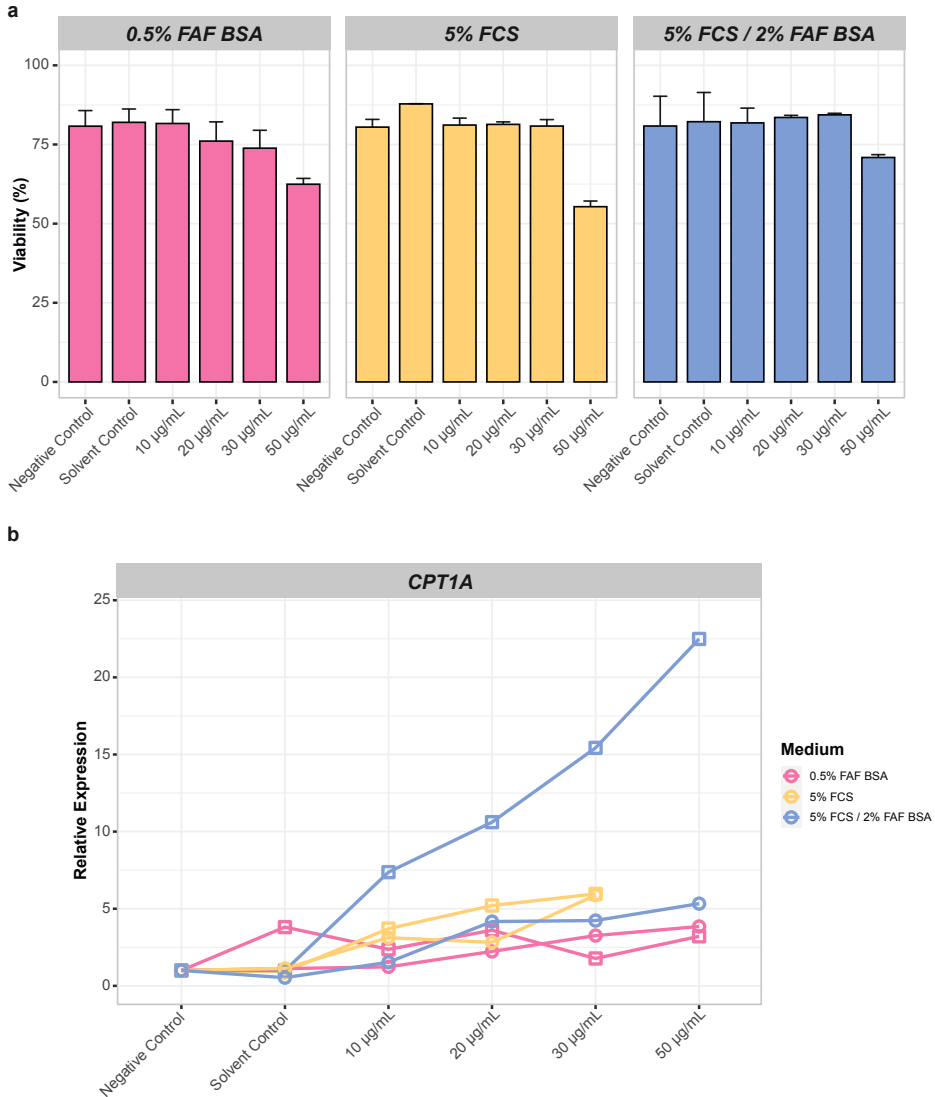 a
0.5% FAF BSA
5% FCS
5% FCS / 2% FAF BSA
Viability (%)
100
75
50
25
0
Negative Control
Solvent Control
10 µg/mL
20 µg/mL
30 µg/mL
50 µg/mL
Negative Control
Solvent Control
10 µg/mL
20 µg/mL
30 µg/mL
50 µg/mL
Negative Control
Solvent Control
10 µg/mL
20 µg/mL
30 µg/mL
50 µg/mL
b
CPT1A
Relative Expression
25
20
15
10
5
0
Negative Control
Solvent Control
10 µg/mL
20 µg/mL
30 µg/mL
50 µg/mL
Medium
0.5% FAF BSA
5% FCS
5% FCS / 2% FAF BSA